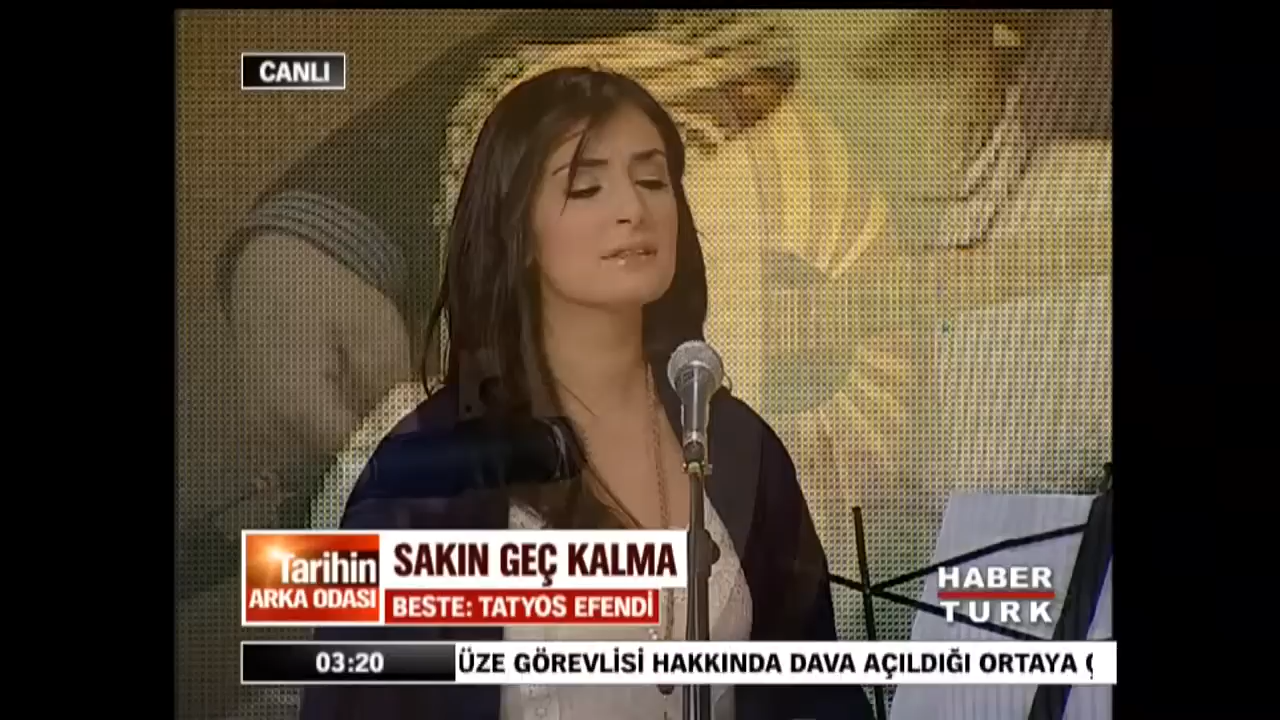 CANLI
Tarihin
ARKA ODASI
SAKIN GEÇ KALMA
BESTE: TATYOS EFENDİ
HABER
TURK
03:20
ÜZE GÖREVLİSİ HAKKINDA DAVA AÇILDIĞI ORTAYA